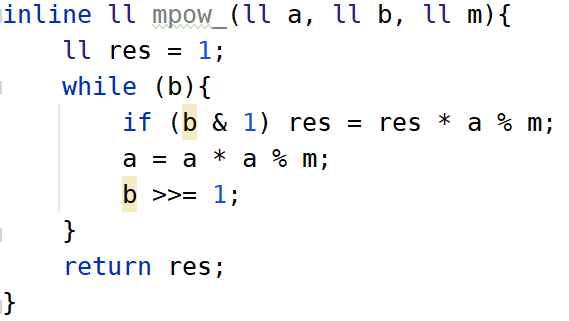 inline ll mpow_(ll a, ll b, ll m){
    ll res = 1;
    while (b){
        if (b & 1) res = res * a % m;
        a = a * a % m;
        b >>= 1;
    }
    return res;
}